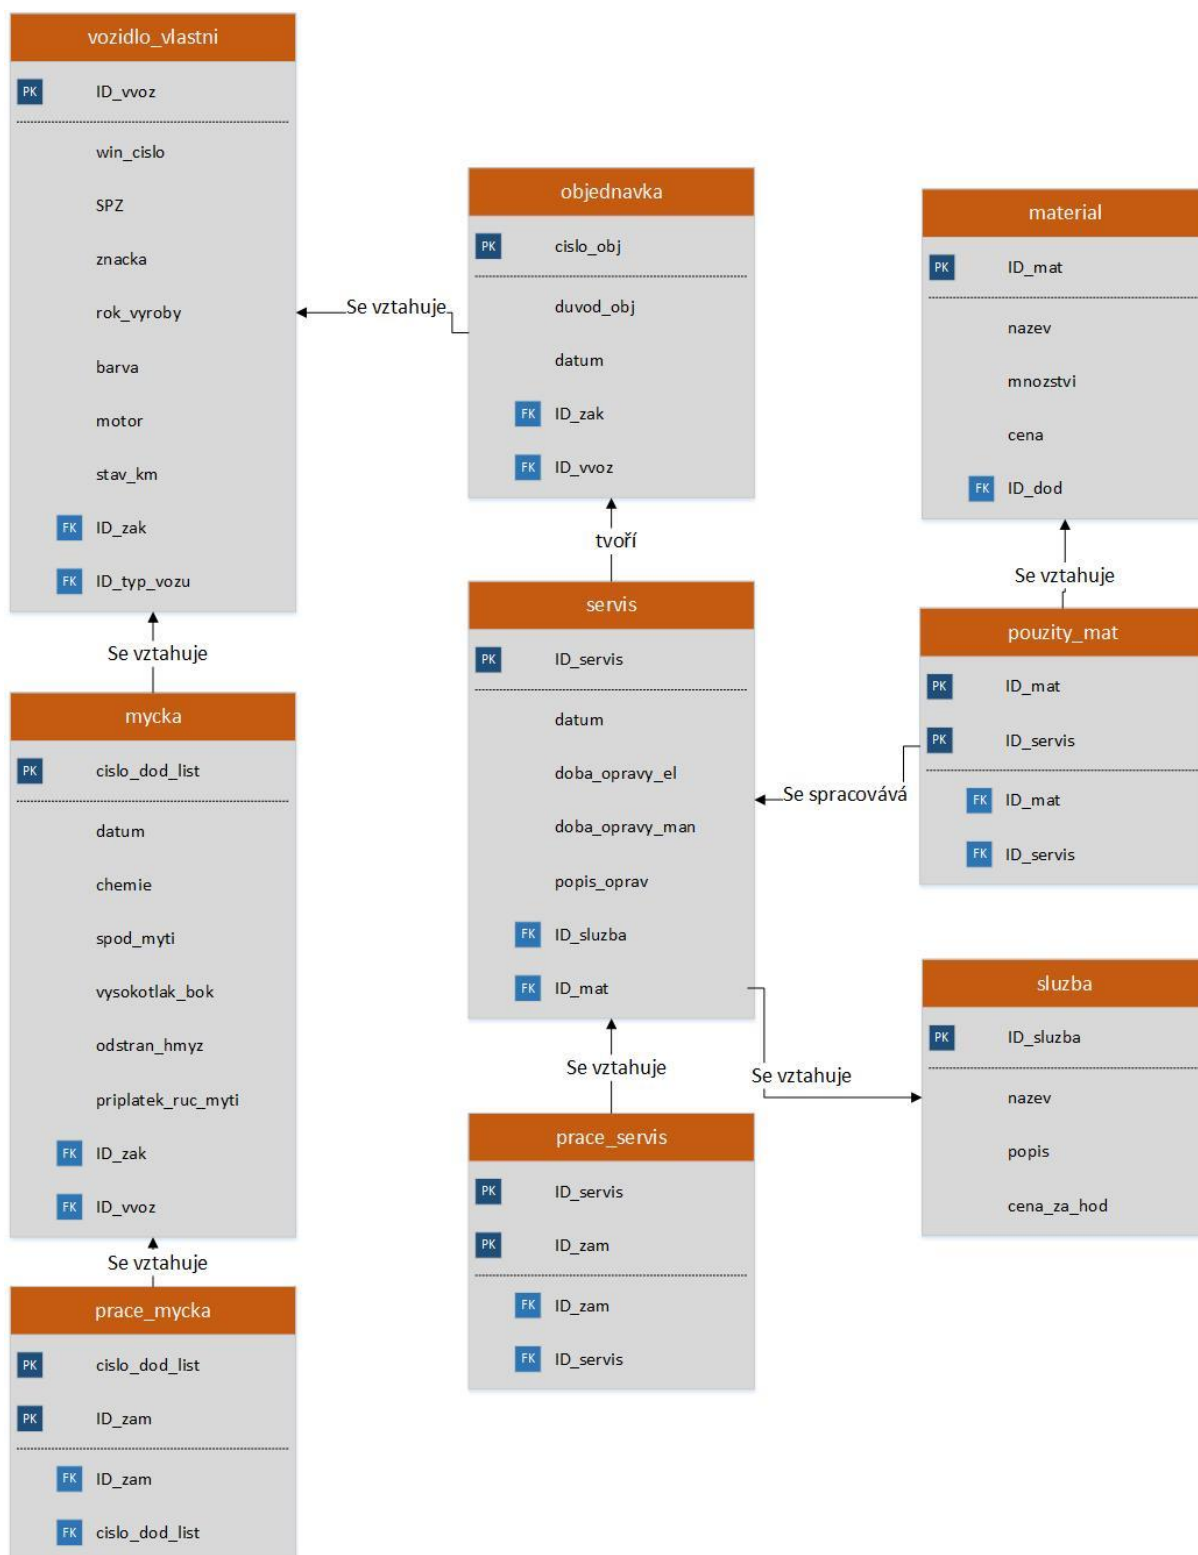 vozidlo_vlastni
PK ID_vvoz
win_cislo
SPZ
znacka
rok_vyroby
barva
motor
stav_km
FK ID_zak
FK ID_typ_vozu
Se vztahuje
mycka
PK cislo_dod_list
datum
chemie
spod_myti
vysokotlak_bok
odstran_hmyz
priplatek_ruc_myti
FK ID_zak
FK ID_vvoz
Se vztahuje
prace_mycka
PK cislo_dod_list
PK ID_zam
FK ID_zam
FK cislo_dod_list
Se vztahuje
objednavka
PK cislo_obj
duvod_obj
datum
FK ID_zak
FK ID_vvoz
tvoří
servis
PK ID_servis
datum
doba_opravy_el
doba_opravy_man
popis_oprav
FK ID_sluzba
FK ID_mat
Se vztahuje
prace_servis
PK ID_servis
PK ID_zam
FK ID_zam
FK ID_servis
Se spracovává
Se vztahuje
material
PK ID_mat
nazev
mnozstvi
cena
FK ID_dod
Se vztahuje
pouzity_mat
PK ID_mat
PK ID_servis
FK ID_mat
FK ID_servis
sluzba
PK ID_sluzba
nazev
popis
cena_za_hod